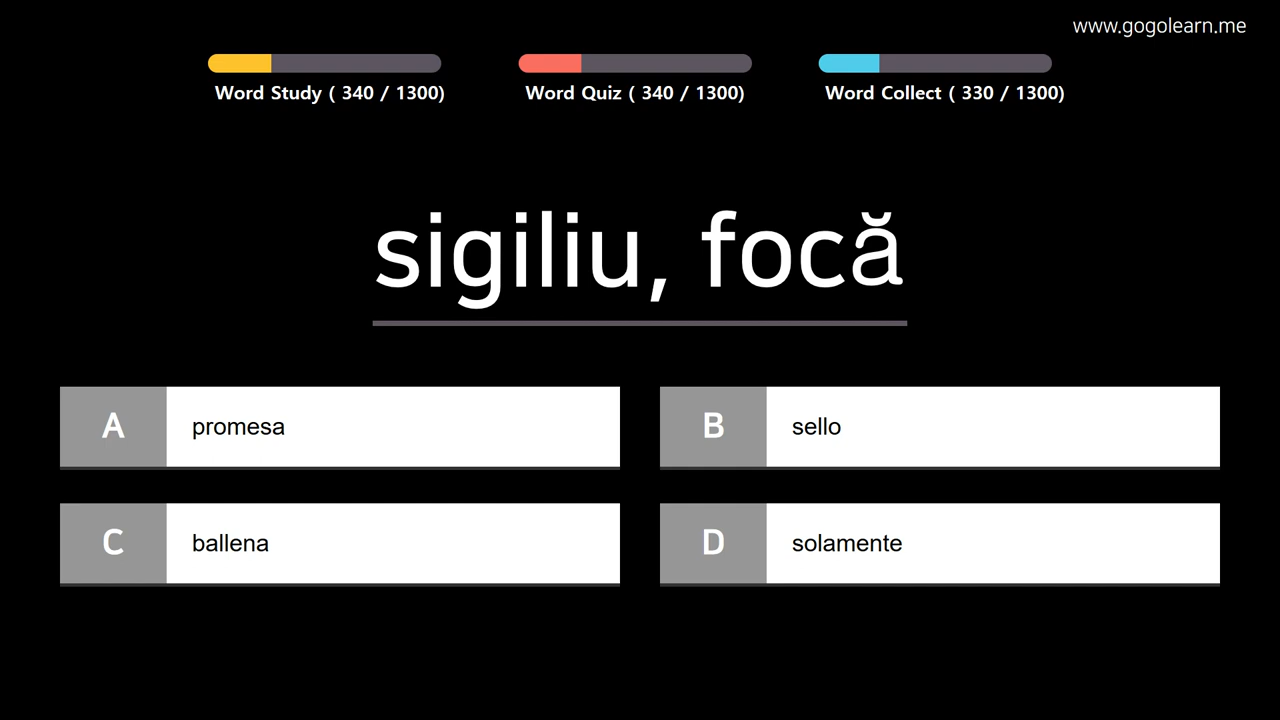 www.gogolearn.me
Word Study ( 340 / 1300)
Word Quiz ( 340 / 1300)
Word Collect ( 330 / 1300)
sigiliu, focă
A promesa
B sello
C ballena
D solamente